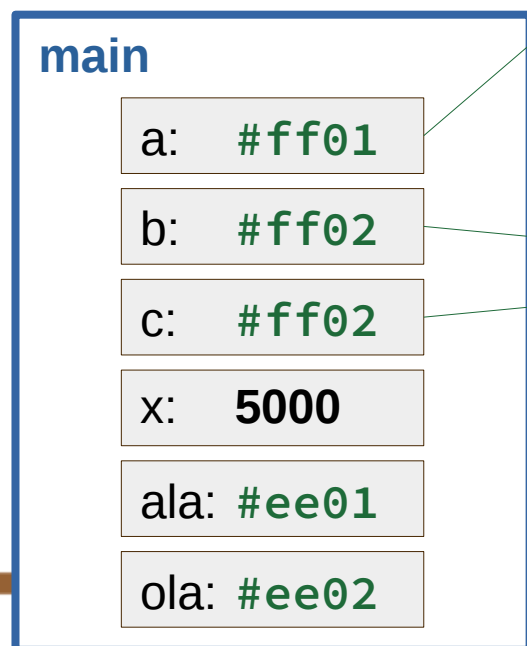 main
a: #ff01
b: #ff02
c: #ff02
x: 5000
ala: #ee01
ola: #ee02